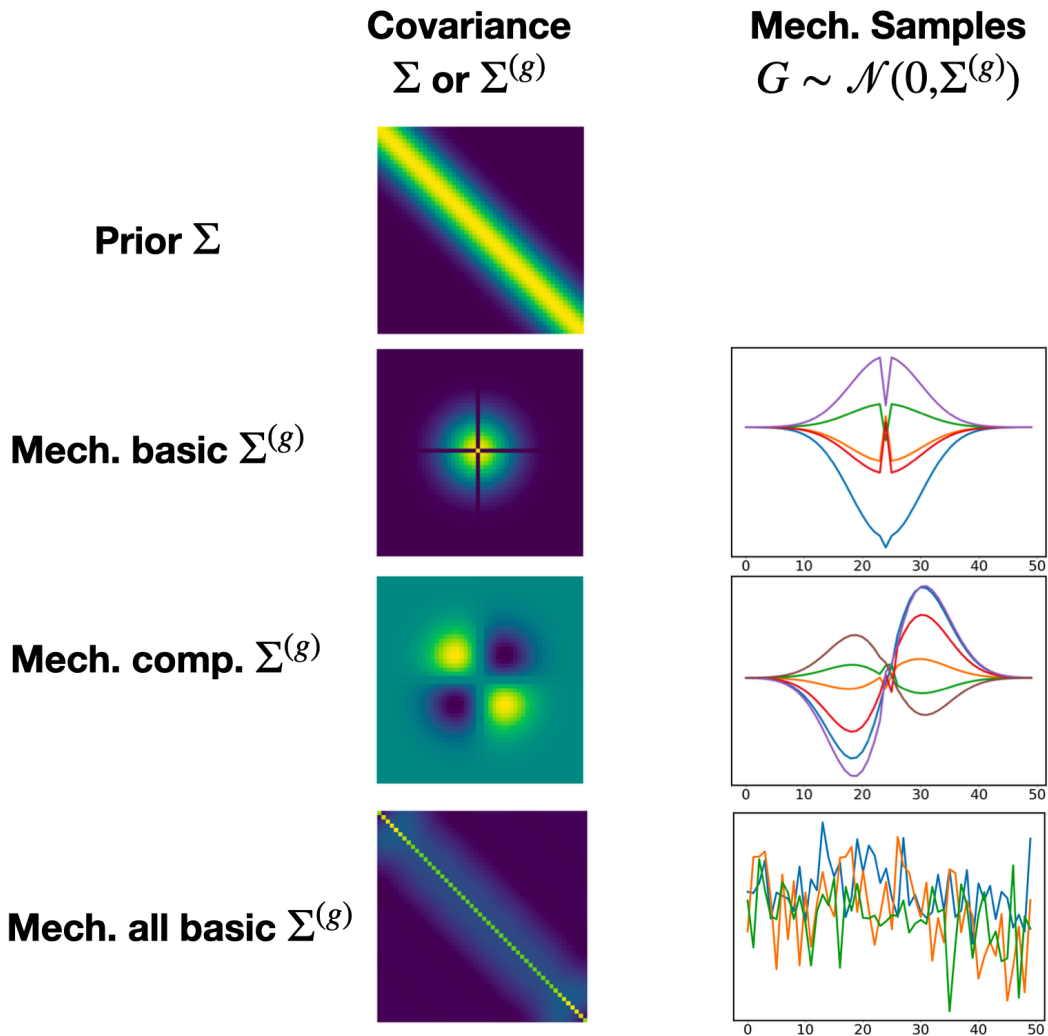 Covariance
Σ or Σ^(g)
Mech. Samples
G ∼ 𝒩(0,Σ^(g))
Prior Σ
Mech. basic Σ^(g)
0 10 20 30 40 50
Mech. comp. Σ^(g)
0 10 20 30 40 50
Mech. all basic Σ^(g)
0 10 20 30 40 50